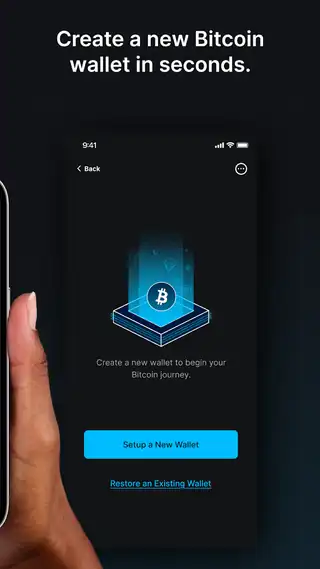 Create a new Bitcoin
wallet in seconds.
9:41
Back
Create a new wallet to begin your
Bitcoin journey.
Setup a New Wallet
Restore an Existing Wallet